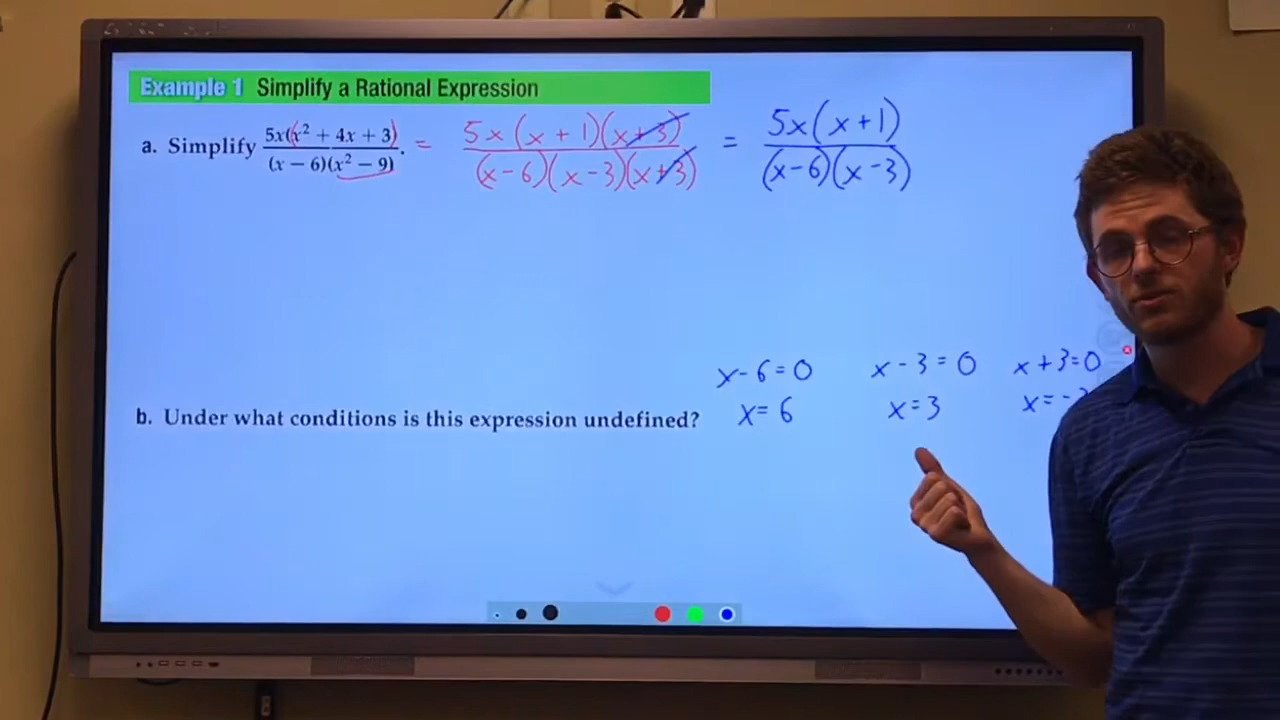 Example 1 Simplify a Rational Expression
a. Simplify 5x(x² + 4x + 3) / (x − 6)(x² − 9). = 5x(x + 1)(x+3) / (x−6)(x−3)(x+3) = 5x(x+1) / (x−6)(x−3)
x−6=0 x−3=0 x+3=0
b. Under what conditions is this expression undefined? x=6 x=3 x=−